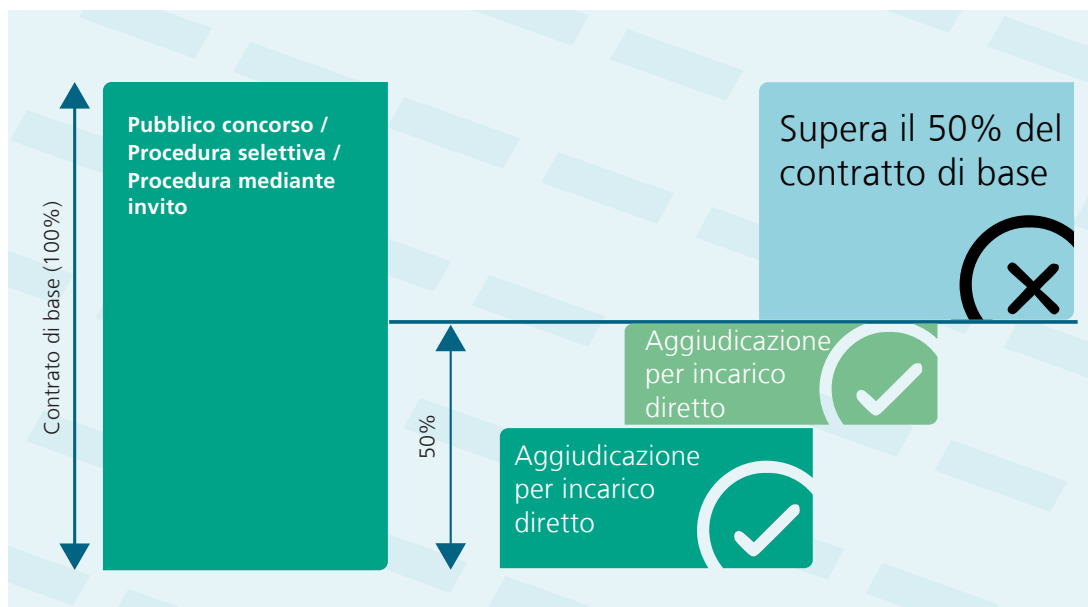 Contrato di base (100%)
Pubblico concorso /
Procedura selettiva /
Procedura mediante
invito
Supera il 50% del
contratto di base
50%
Aggiudicazione
per incarico
diretto
Aggiudicazione
per incarico
diretto